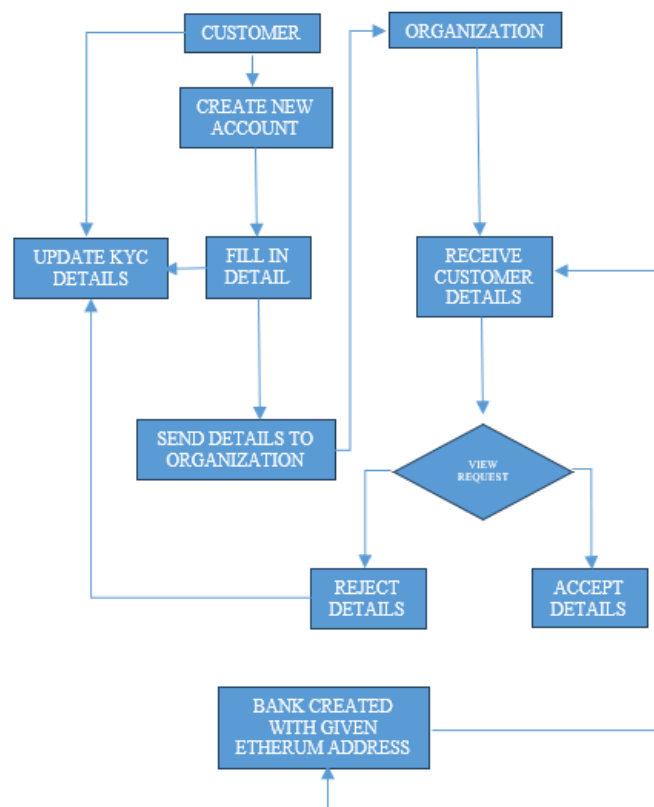 CUSTOMER
ORGANIZATION
CREATE NEW
ACCOUNT
UPDATE KYC
DETAILS
FILL IN
DETAIL
RECEIVE
CUSTOMER
DETAILS
SEND DETAILS TO
ORGANIZATION
VIEW
REQUEST
REJECT
DETAILS
ACCEPT
DETAILS
BANK CREATED
WITH GIVEN
ETHERUM ADDRESS